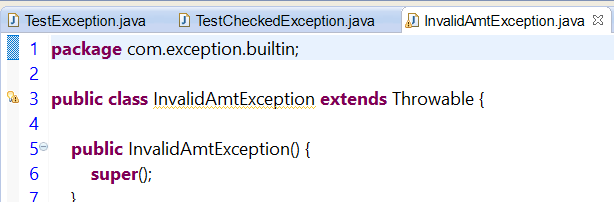 TestException.java TestCheckedException.java InvalidAmtException.java
1 package com.exception.builtin;
2
3 public class InvalidAmtException extends Throwable {
4
5 public InvalidAmtException() {
6 super();
7 }